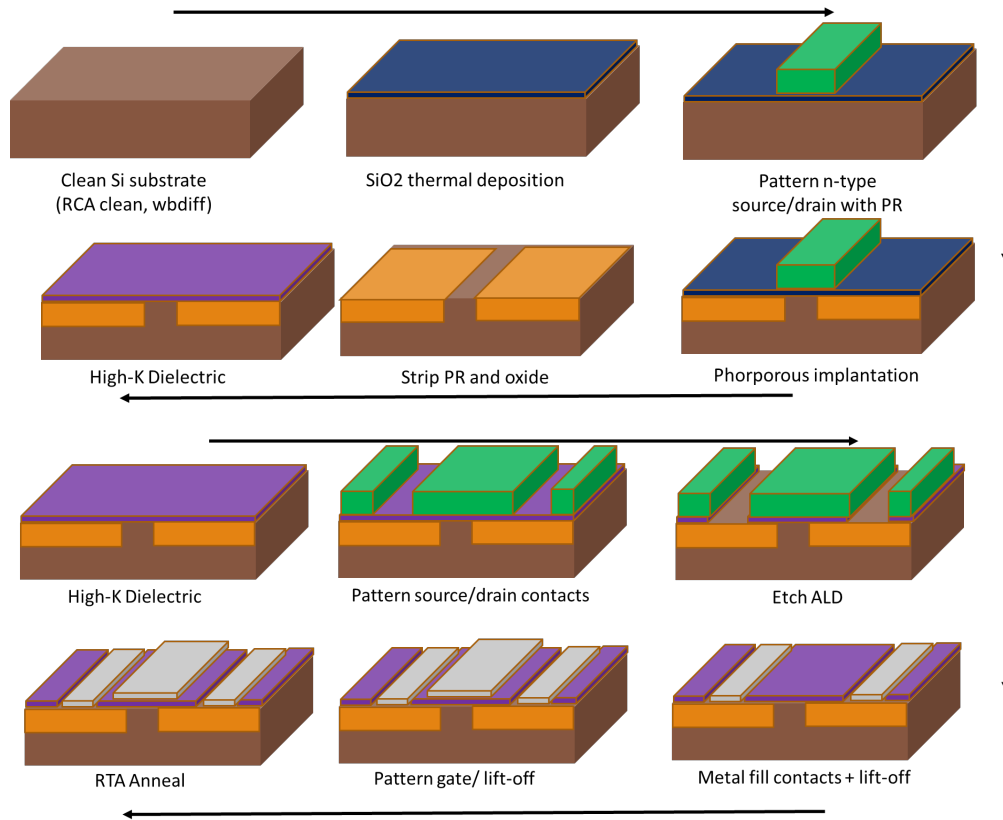 Clean Si substrate
(RCA clean, wbdiff)
SiO2 thermal deposition
Pattern n-type
source/drain with PR
High-K Dielectric
Strip PR and oxide
Phorporous implantation
High-K Dielectric
Pattern source/drain contacts
Etch ALD
RTA Anneal
Pattern gate/ lift-off
Metal fill contacts + lift-off